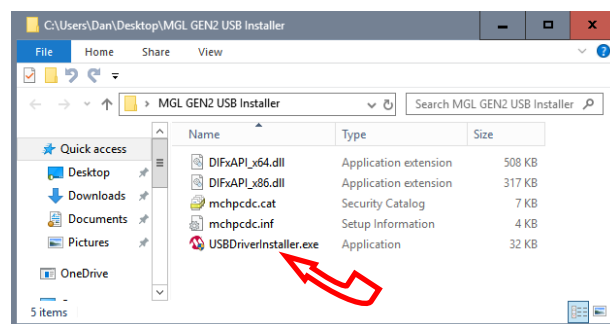 C:\Users\Dan\Desktop\MGL GEN2 USB Installer
File Home Share View
MGL GEN2 USB Installer Search MGL GEN2 USB Installer
Name Type Size
Quick access
Desktop DIFxAPI_x64.dll Application extension 508 KB
Downloads DIFxAPI_x86.dll Application extension 317 KB
Documents mchpcdc.cat Security Catalog 7 KB
Pictures mchpcdc.inf Setup Information 4 KB
USBDriverInstaller.exe Application 32 KB
OneDrive
5 items